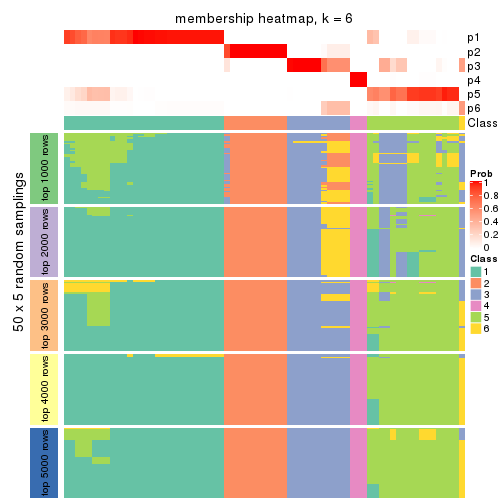 membership heatmap, k = 6
p1
p2
p3
p4
p5
p6
Class
50 x 5 random samplings
top 1000 rows
top 2000 rows
top 3000 rows
top 4000 rows
top 5000 rows
Prob
1
0.8
0.6
0.4
0.2
0
Class
1
2
3
4
5
6